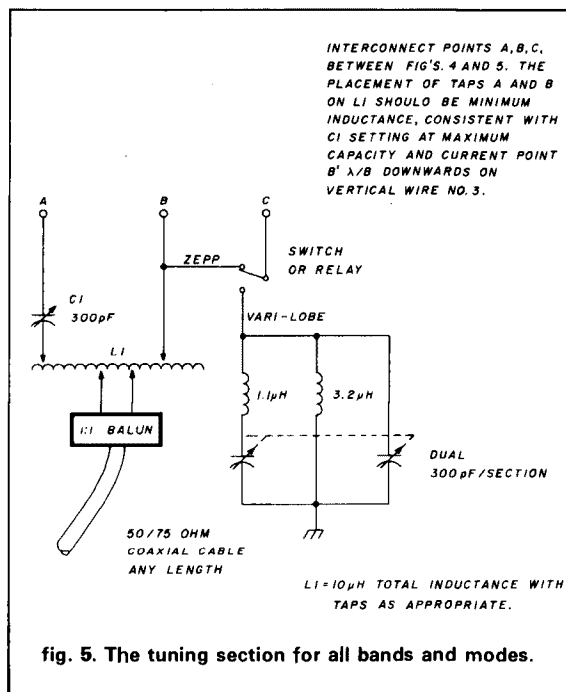 INTERCONNECT POINTS A,B,C,
BETWEEN FIG'S. 4 AND 5. THE
PLACEMENT OF TAPS A AND B
ON L1 SHOULD BE MINIMUM
INDUCTANCE, CONSISTENT WITH
C1 SETTING AT MAXIMUM
CAPACITY AND CURRENT POINT
B' λ/8 DOWNWARDS ON
VERTICAL WIRE NO. 3.
A
B
C
ZEPP
SWITCH
OR RELAY
C1
300pF
VARI-LOBE
L1
1.1μH
3.2μH
1:1 BALUN
DUAL
300pF/SECTION
50/75 OHM
COAXIAL CABLE
ANY LENGTH
L1=10μH TOTAL INDUCTANCE WITH
TAPS AS APPROPRIATE.
fig. 5. The tuning section for all bands and modes.